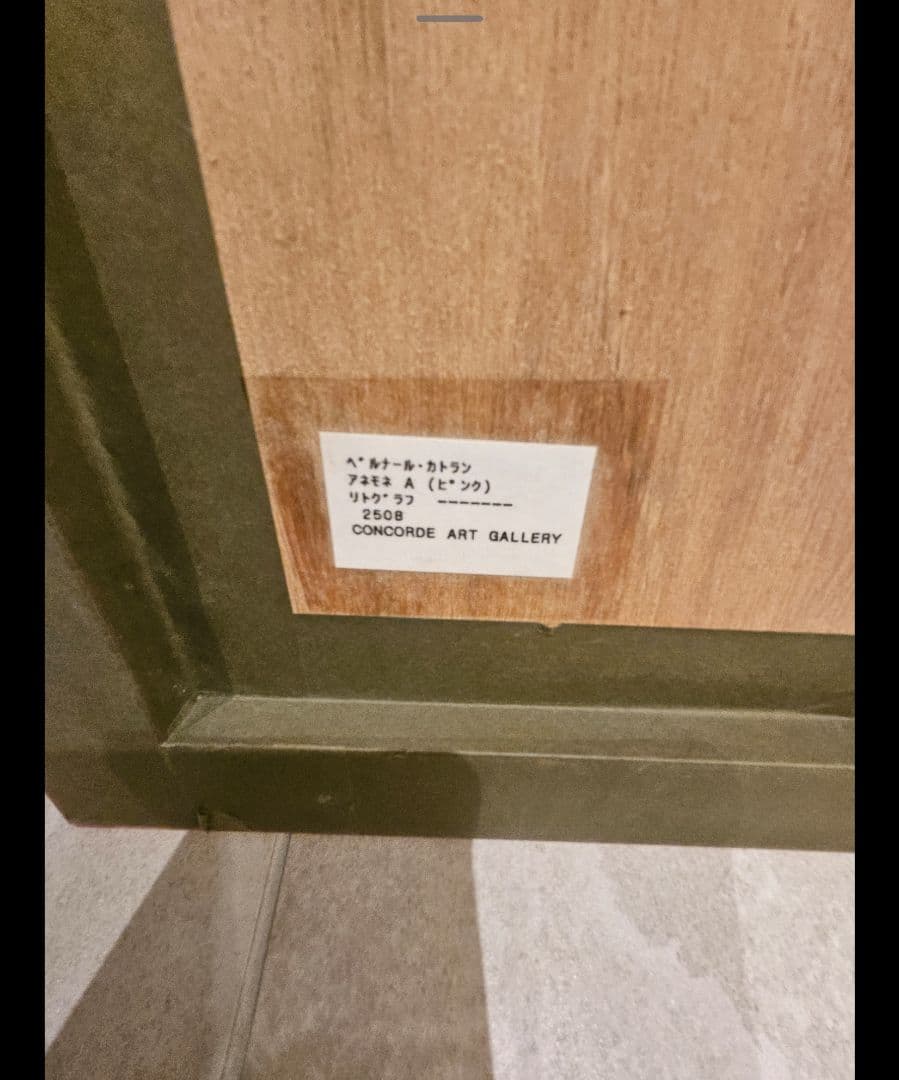 ベルナール・カトラン
アネモネ A (ピンク)
リトグラフ -------
2508
CONCORDE ART GALLERY